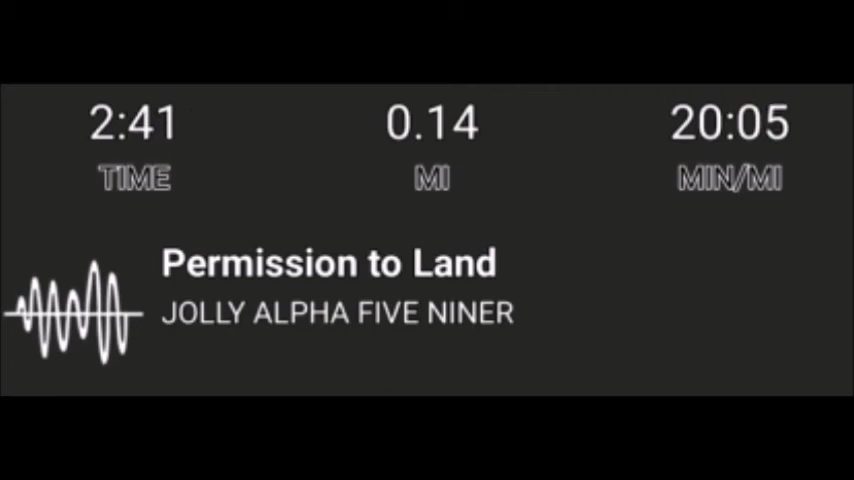 2:41 0.14 20:05
TIME MI MIN/MI
Permission to Land
JOLLY ALPHA FIVE NINER